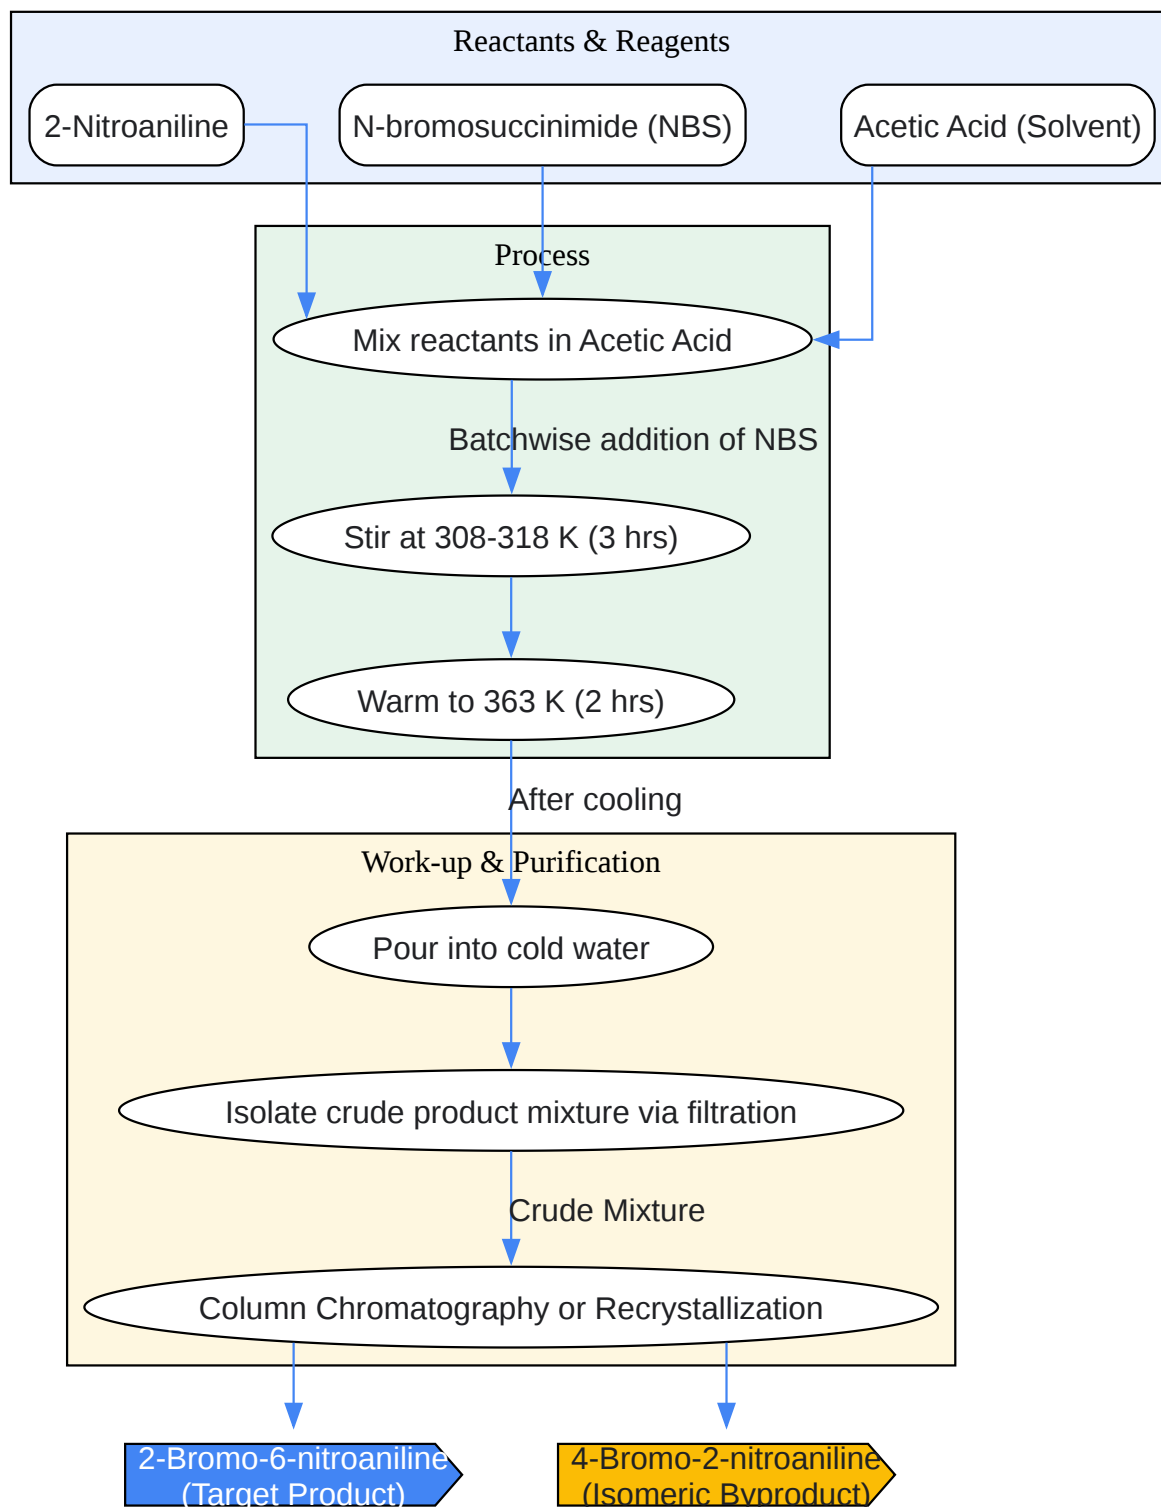 Reactants & Reagents
2-Nitroaniline
N-bromosuccinimide (NBS)
Acetic Acid (Solvent)
Process
Mix reactants in Acetic Acid
Batchwise addition of NBS
Stir at 308-318 K (3 hrs)
Warm to 363 K (2 hrs)
After cooling
Work-up & Purification
Pour into cold water
Isolate crude product mixture via filtration
Crude Mixture
Column Chromatography or Recrystallization
2-Bromo-6-nitroaniline
(Target Product)
4-Bromo-2-nitroaniline
(Isomeric Byproduct)